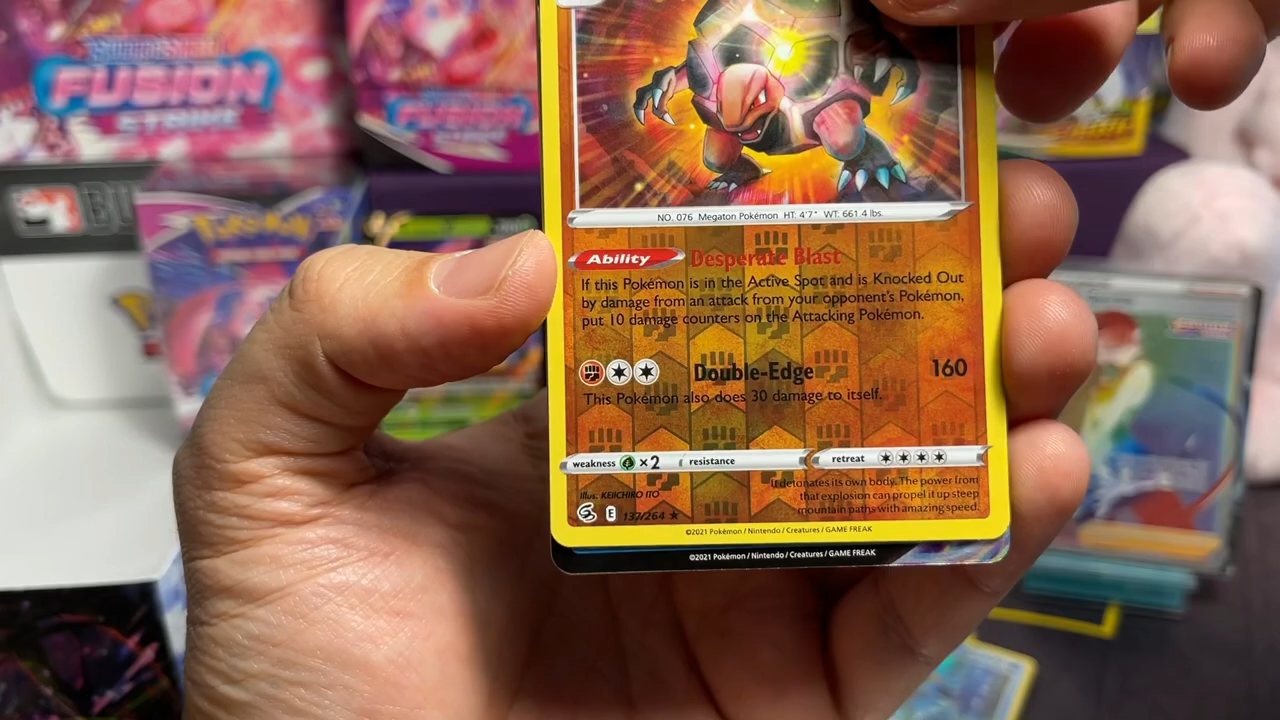 FUSION
STRIKE
FUSION
BU
Pokémon
NO. 076 Megaton Pokémon HT: 4'7" WT: 661.4 lbs.
Ability Desperate Blast
If this Pokémon is in the Active Spot and is Knocked Out
by damage from an attack from your opponent's Pokémon,
put 10 damage counters on the Attacking Pokémon.
Double-Edge 160
This Pokémon also does 30 damage to itself.
weakness ×2 resistance retreat
Illus. KEIICHIRO ITO
It detonates its own body. The power from
that explosion can propel it up steep
mountain paths with amazing speed.
E 137/264 ★
©2021 Pokémon / Nintendo / Creatures / GAME FREAK
©2021 Pokémon / Nintendo / Creatures / GAME FREAK